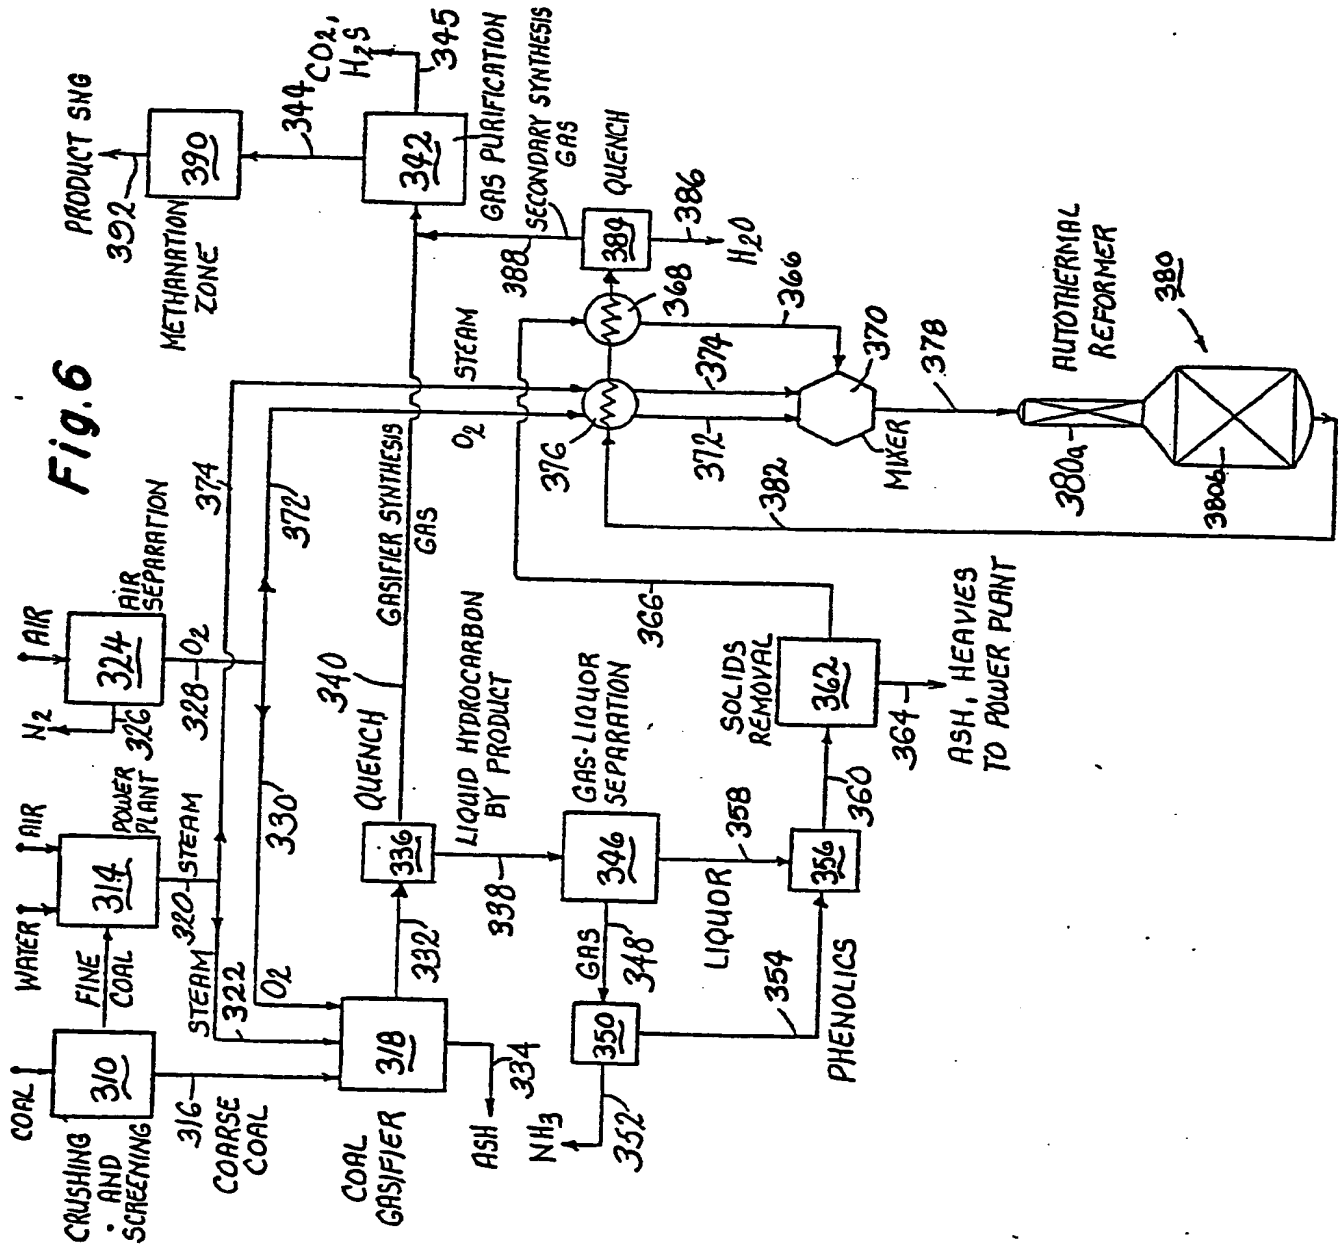 Fig. 6
COAL
CRUSHING
AND
SCREENING
310
FINE
COAL
316
COARSE
COAL
WATER
AIR
314
POWER
PLANT
320
STEAM
STEAM
322
N2
AIR
324
AIR
SEPARATION
326
328
O2
330
O2
374
372
COAL
GASIFIER
318
ASH
334
332
QUENCH
336
340
GASIFIER SYNTHESIS
GAS
338
LIQUID HYDROCARBON
BY PRODUCT
GAS-LIQUOR
SEPARATION
346
GAS
348
350
NH3
352
354
PHENOLICS
LIQUOR
358
356
360
SOLIDS
REMOVAL
362
364
ASH, HEAVIES
TO POWER PLANT
366
O2
STEAM
376
368
372
374
366
370
MIXER
378
382
AUTOTHERMAL
REFORMER
380
380a
380b
384
QUENCH
386
H2O
388
SECONDARY SYNTHESIS
GAS
GAS PURIFICATION
342
344
CO2,
H2S
345
METHANATION
ZONE
390
392
PRODUCT SNG